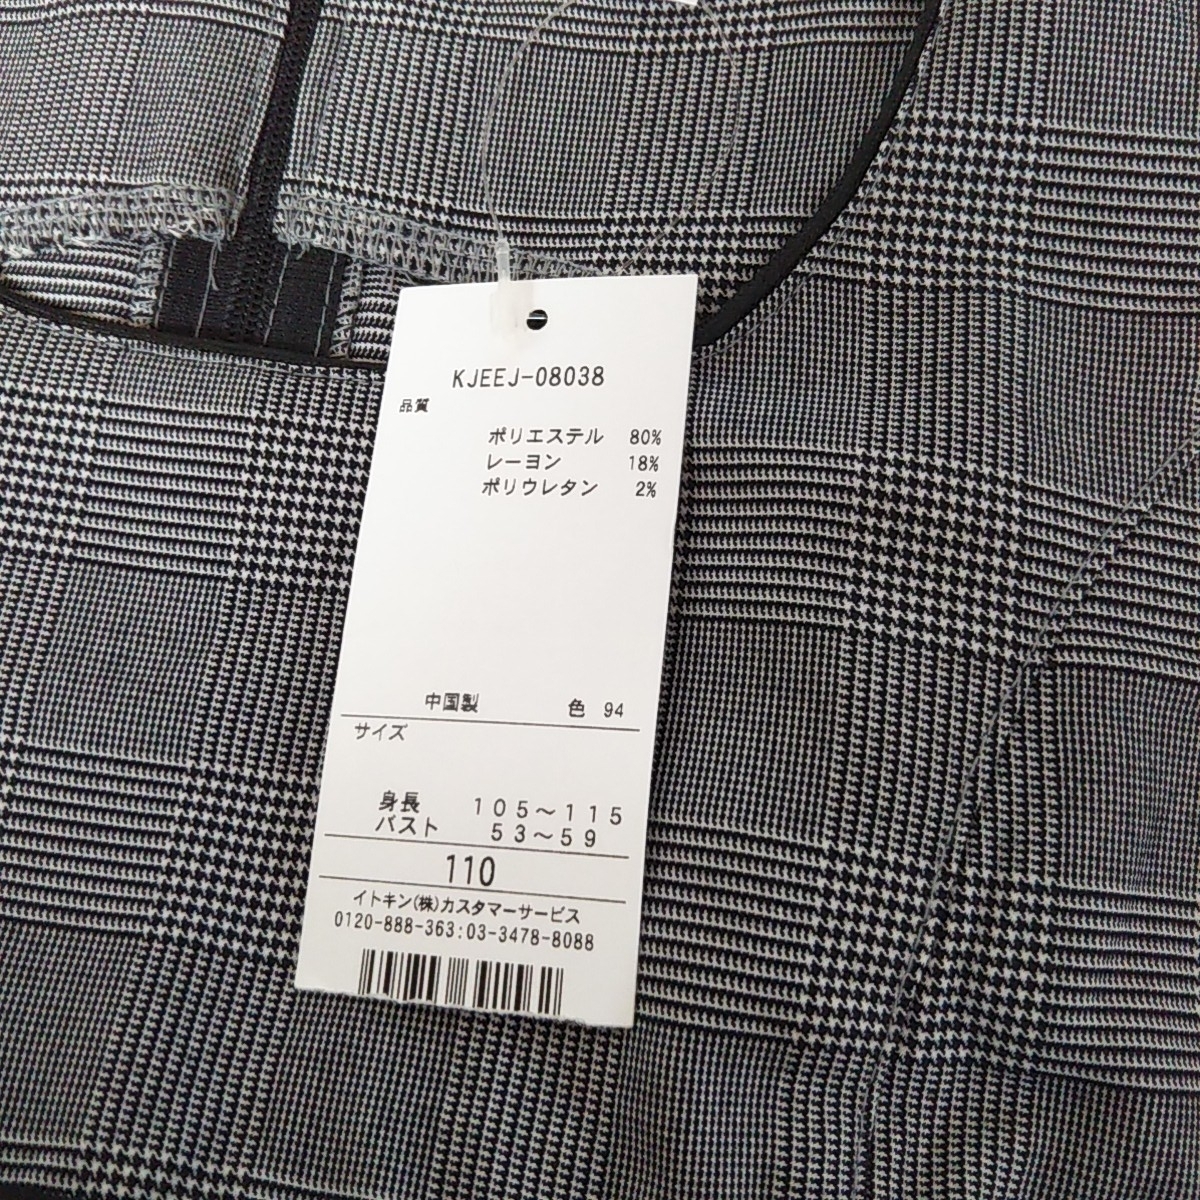 KJEEJ-08038
品質
ポリエステル 80%
レーヨン 18%
ポリウレタン 2%
中国製 色 94
サイズ
身長 105～115
バスト 53～59
110
イトキン(株)カスタマーサービス
0120-888-363:03-3478-8088